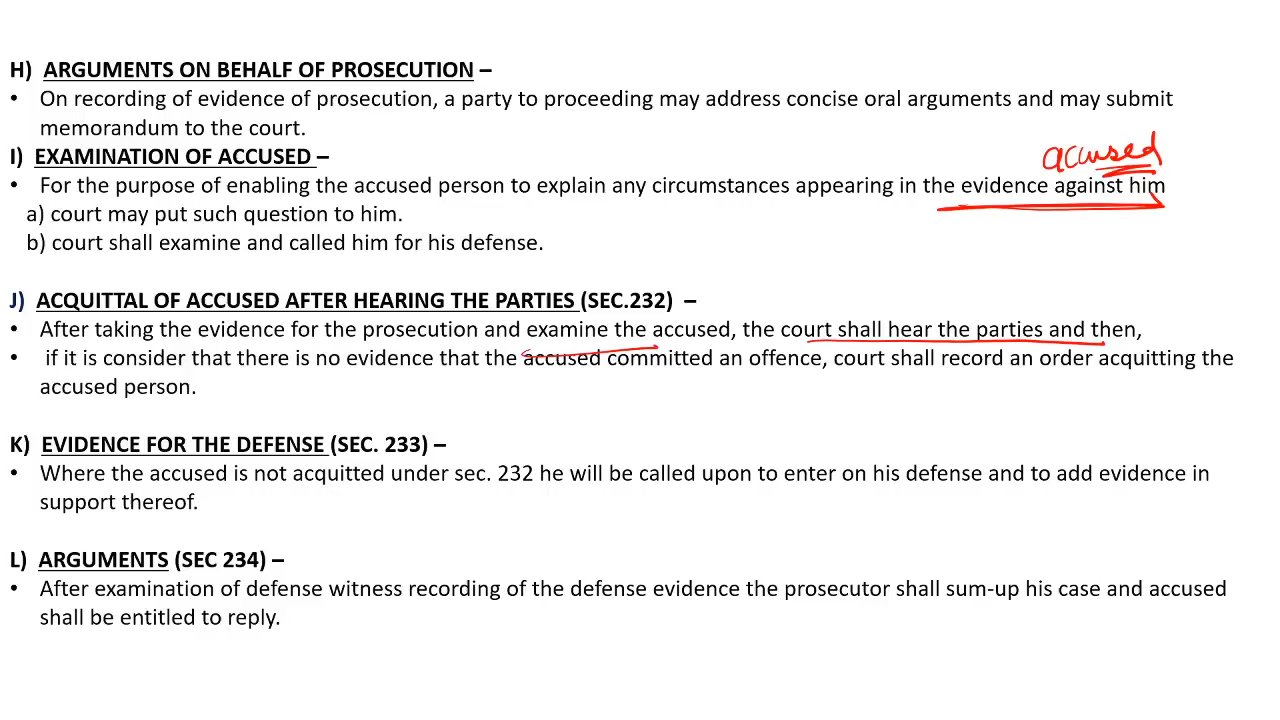 H) ARGUMENTS ON BEHALF OF PROSECUTION –
• On recording of evidence of prosecution, a party to proceeding may address concise oral arguments and may submit
memorandum to the court.
I) EXAMINATION OF ACCUSED –
accused
• For the purpose of enabling the accused person to explain any circumstances appearing in the evidence against him
a) court may put such question to him.
b) court shall examine and called him for his defense.
J) ACQUITTAL OF ACCUSED AFTER HEARING THE PARTIES (SEC.232) –
• After taking the evidence for the prosecution and examine the accused, the court shall hear the parties and then,
• if it is consider that there is no evidence that the accused committed an offence, court shall record an order acquitting the
accused person.
K) EVIDENCE FOR THE DEFENSE (SEC. 233) –
• Where the accused is not acquitted under sec. 232 he will be called upon to enter on his defense and to add evidence in
support thereof.
L) ARGUMENTS (SEC 234) –
• After examination of defense witness recording of the defense evidence the prosecutor shall sum-up his case and accused
shall be entitled to reply.